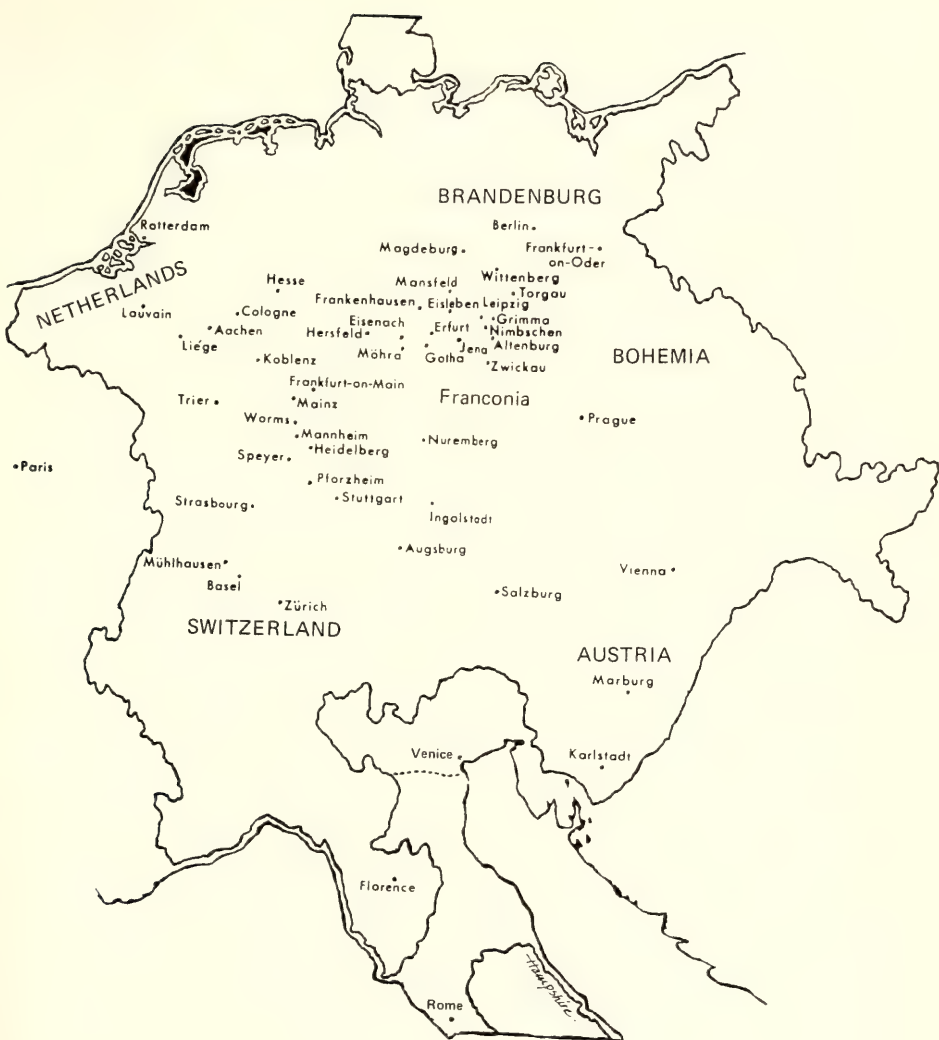 BRANDENBURG
Berlin
Rotterdam
Magdeburg
Frankfurt-
on-Oder
NETHERLANDS
Hesse
Mansfeld
Wittenberg
Torgau
Frankenhausen
Eisleben
Leipzig
Louvain
Cologne
Eisenach
Grimma
Aachen
Hersfeld
Erfurt
Nimbschen
Liége
Möhra
Gotha
Jena
Altenburg
BOHEMIA
Koblenz
Zwickau
Frankfurt-on-Main
Trier
Mainz
Franconia
Worms
Prague
Mannheim
Nuremberg
Speyer
Heidelberg
Paris
Pforzheim
Strasbourg
Stuttgart
Ingolstadt
Augsburg
Mühlhausen
Vienna
Basel
Salzburg
Zürich
SWITZERLAND
AUSTRIA
Marburg
Venice
Karlstadt
Florence
Hampshire.
Rome